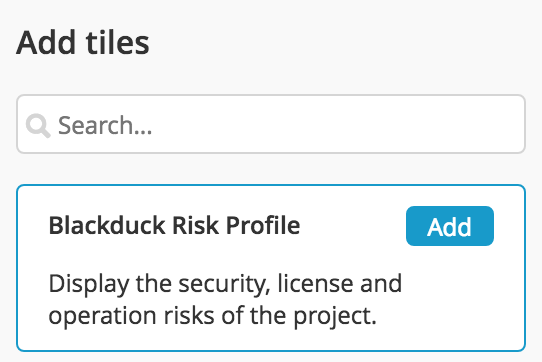 Add tiles
Search...
Blackduck Risk Profile
Add
Display the security, license and
operation risks of the project.